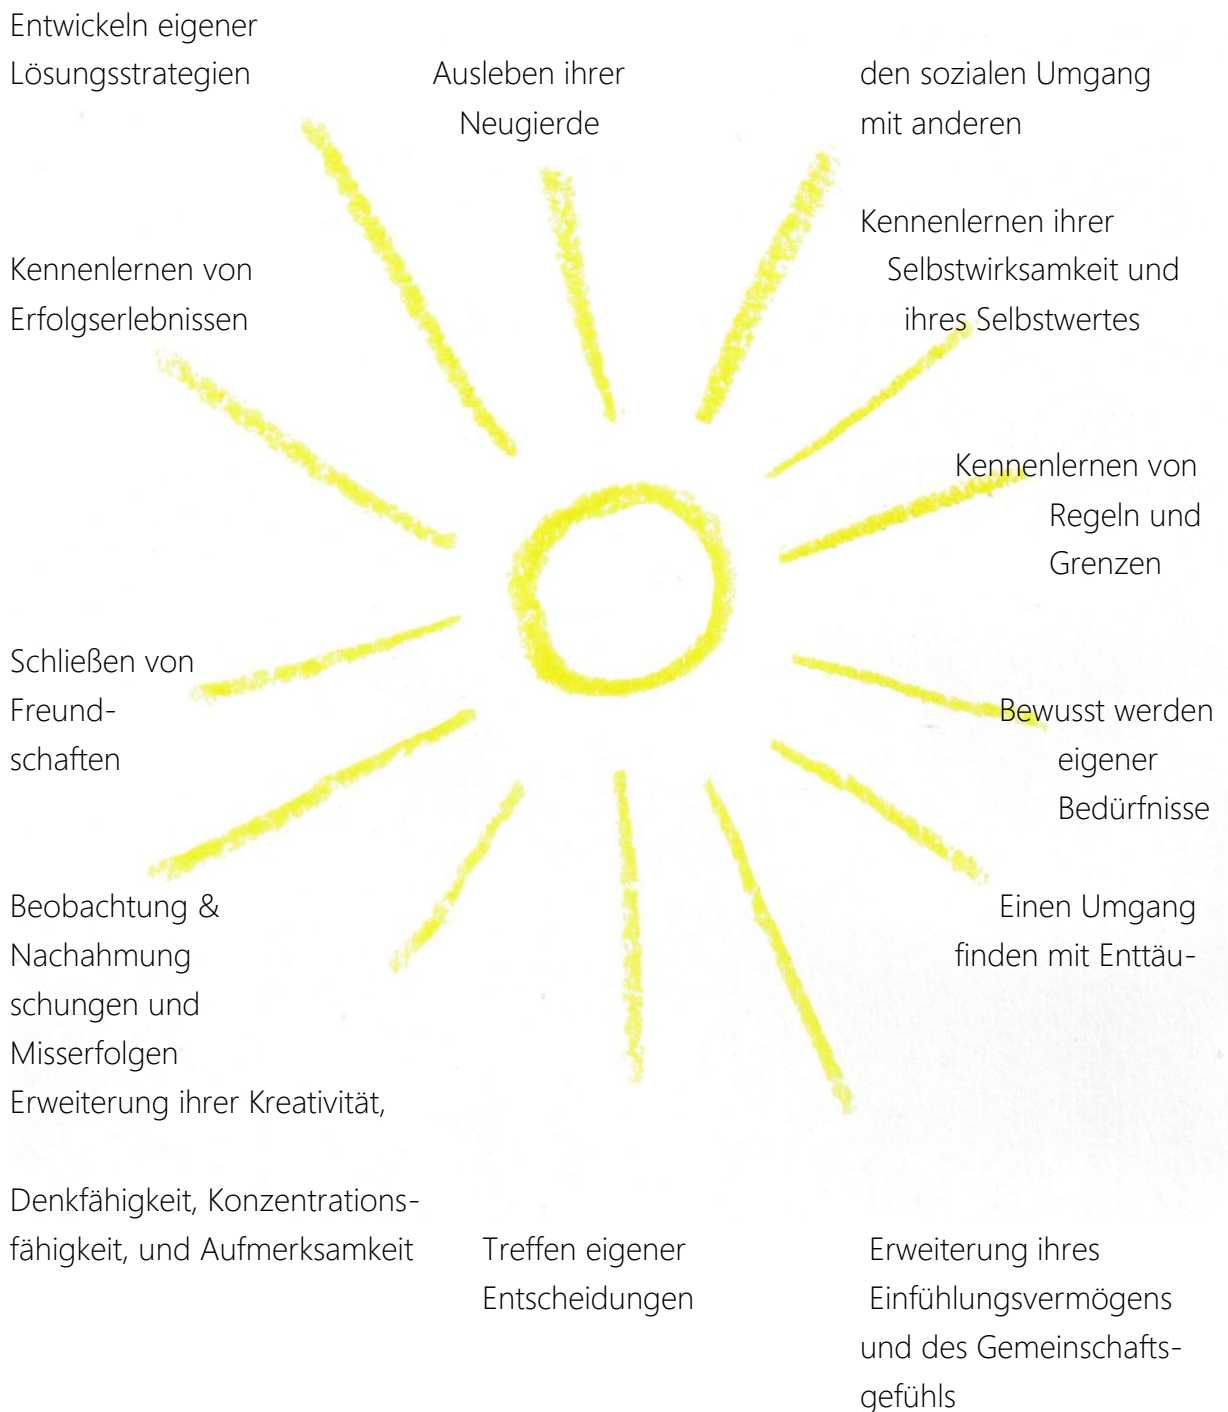 Entwickeln eigener
Lösungsstrategien
Ausleben ihrer
Neugierde
den sozialen Umgang
mit anderen
Kennenlernen ihrer
Selbstwirksamkeit und
ihres Selbstwertes
Kennenlernen von
Erfolgserlebnissen
Kennenlernen von
Regeln und
Grenzen
Schließen von
Freund-
schaften
Bewusst werden
eigener
Bedürfnisse
Beobachtung &
Nachahmung
Einen Umgang
finden mit Enttäu-
schungen und
Misserfolgen
Erweiterung ihrer Kreativität,
Denkfähigkeit, Konzentrations-
fähigkeit, und Aufmerksamkeit
Treffen eigener
Entscheidungen
Erweiterung ihres
Einfühlungsvermögens
und des Gemeinschafts-
gefühls